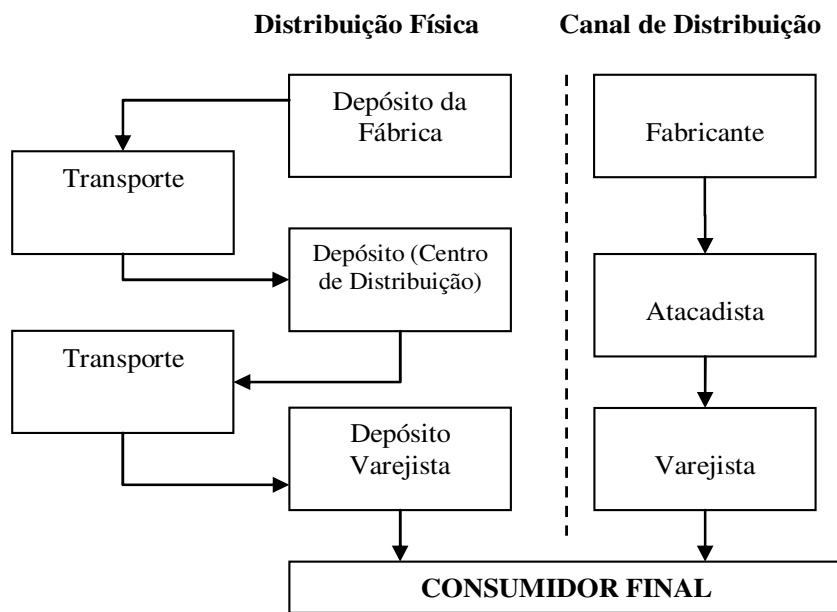 Distribuição Física
Canal de Distribuição
Depósito da
Fábrica
Fabricante
Transporte
Depósito (Centro
de Distribuição)
Atacadista
Transporte
Depósito
Varejista
Varejista
CONSUMIDOR FINAL